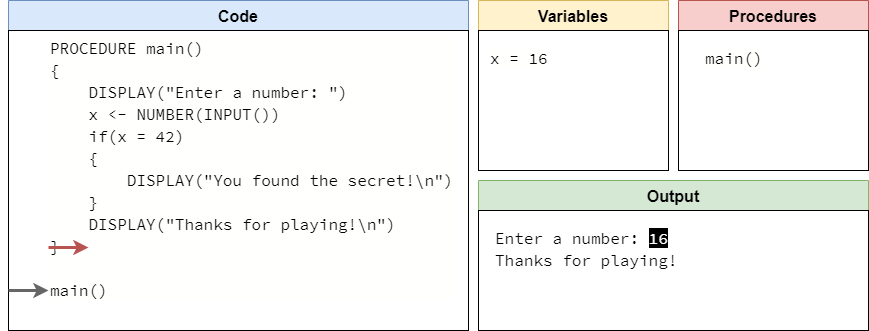 Code
PROCEDURE main()
{
DISPLAY("Enter a number: ")
x <- NUMBER(INPUT())
if(x = 42)
{
DISPLAY("You found the secret!\n")
}
DISPLAY("Thanks for playing!\n")
}
main()
Variables
x = 16
Procedures
main()
Output
Enter a number: 16
Thanks for playing!